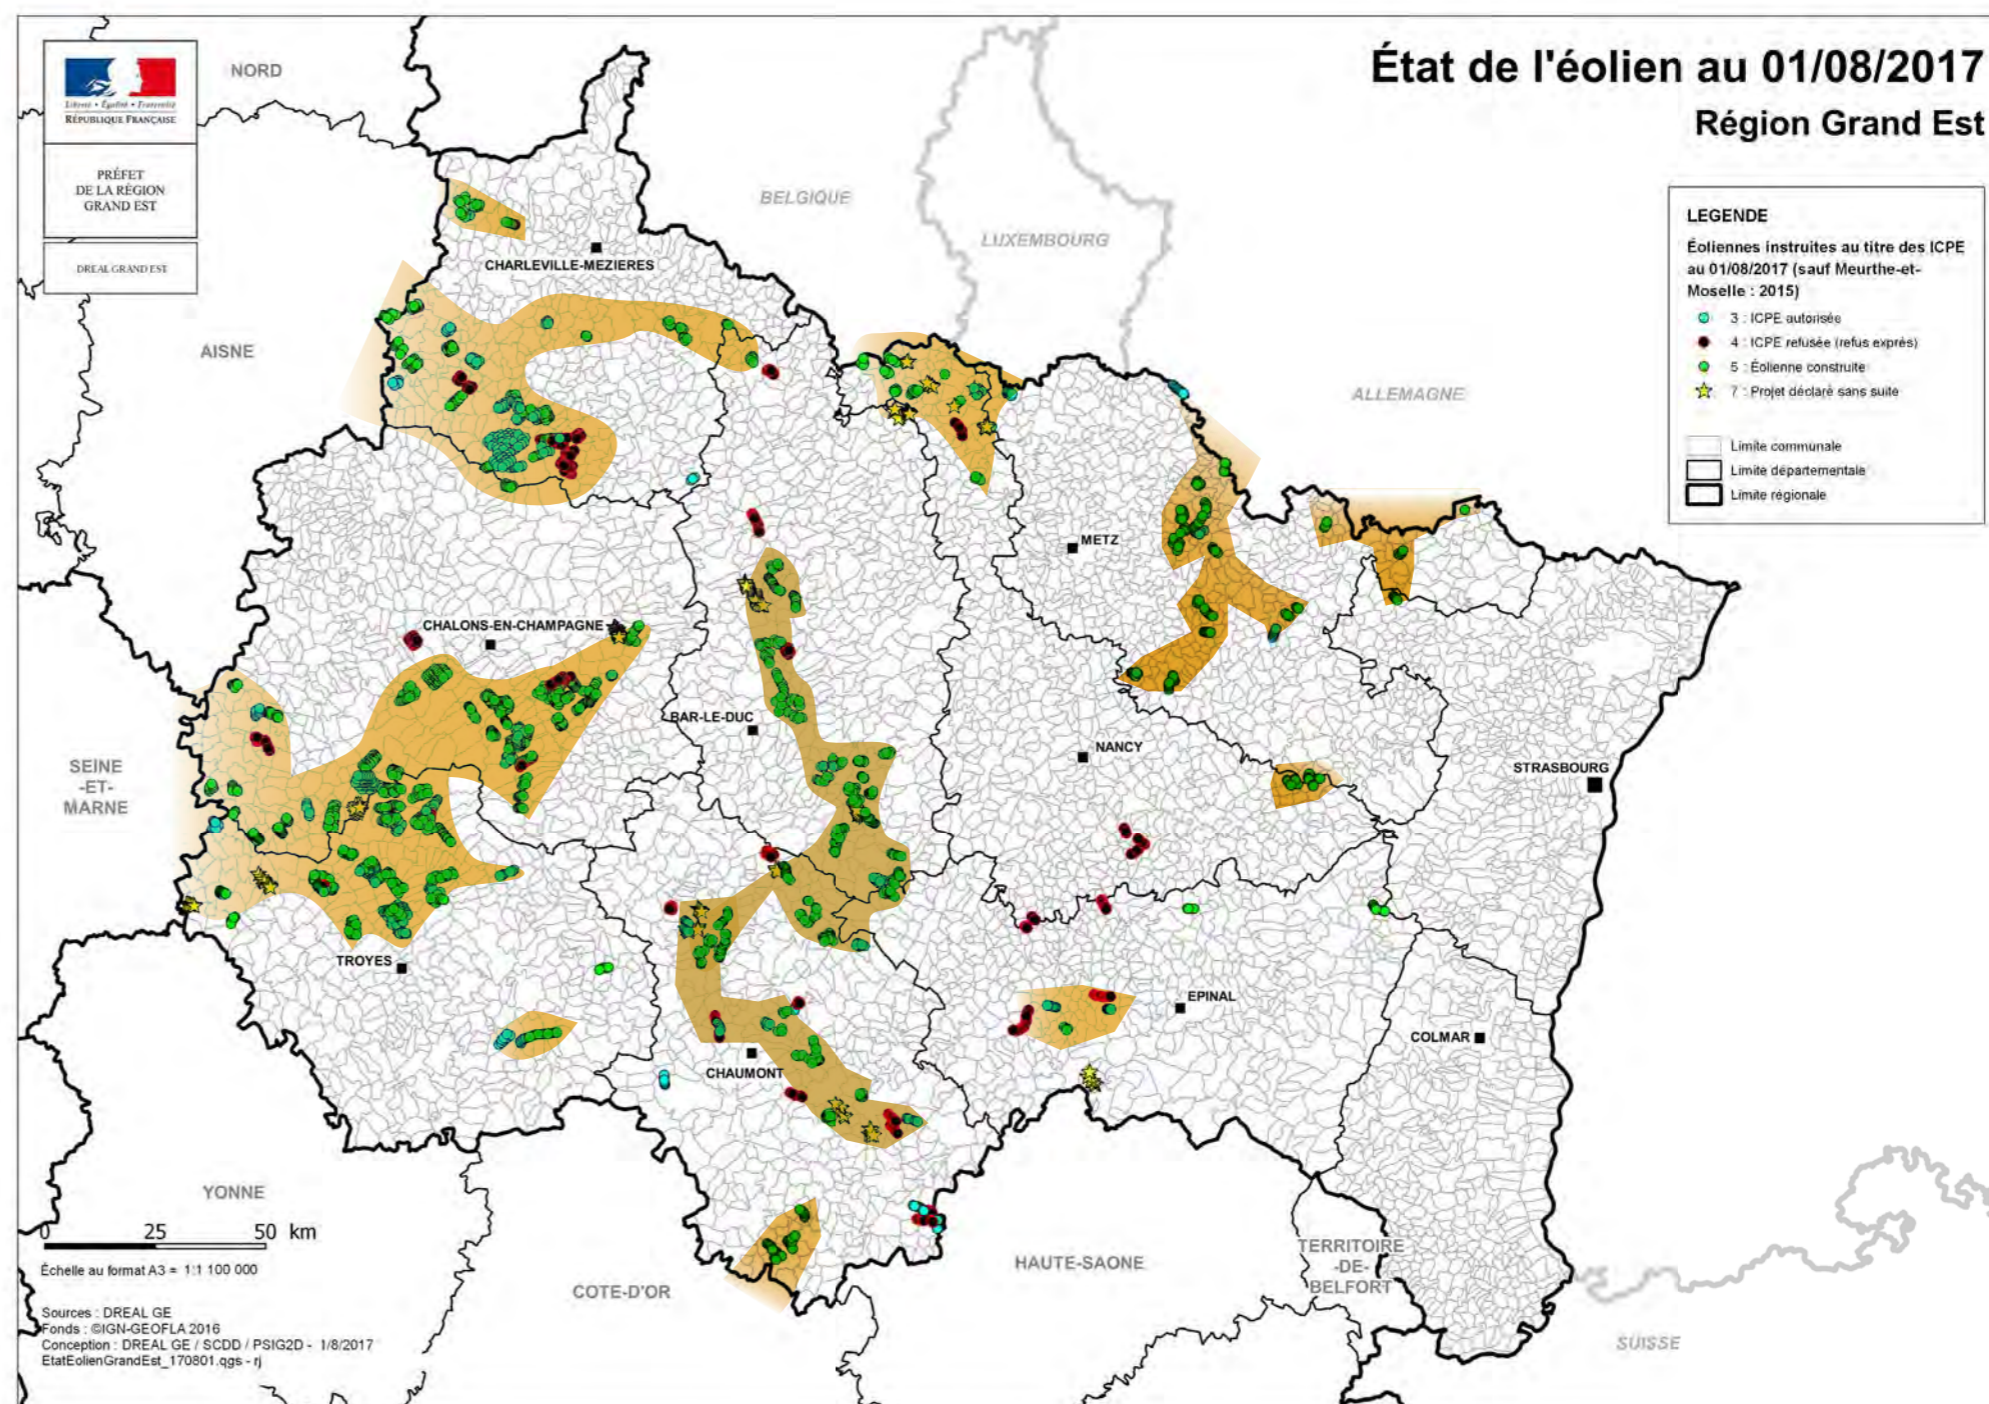 État de l'éolien au 01/08/2017
Région Grand Est
Liberté • Égalité • Fraternité
RÉPUBLIQUE FRANÇAISE
PRÉFET
DE LA RÉGION
GRAND EST
DREAL GRAND EST
LEGENDE
Éoliennes instruites au titre des ICPE
au 01/08/2017 (sauf Meurthe-et-
Moselle : 2015)
3 : ICPE autorisée
4 : ICPE refusée (refus exprès)
5 : Éolienne construite
7 : Projet déclaré sans suite
Limite communale
Limite départementale
Limite régionale
NORD
BELGIQUE
LUXEMBOURG
CHARLEVILLE-MEZIERES
AISNE
ALLEMAGNE
METZ
CHALONS-EN-CHAMPAGNE
BAR-LE-DUC
NANCY
STRASBOURG
SEINE
-ET-
MARNE
TROYES
EPINAL
COLMAR
CHAUMONT
YONNE
COTE-D'OR
HAUTE-SAONE
TERRITOIRE
-DE-
BELFORT
SUISSE
0 25 50 km
Échelle au format A3 = 1:1 100 000
Sources : DREAL GE
Fonds : ©IGN-GEOFLA 2016
Conception : DREAL GE / SCDD / PSIG2D - 1/8/2017
EtatEolienGrandEst_170801.qgs - rj